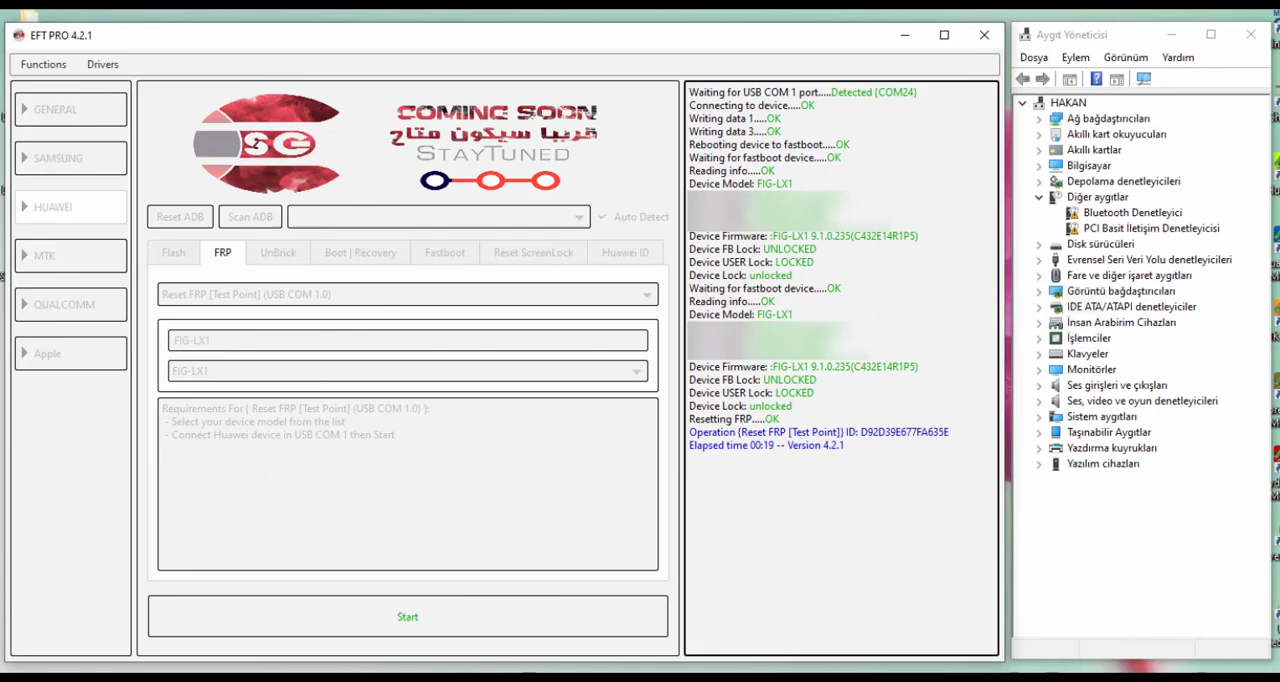 EFT PRO 4.2.1
Functions Drivers
GENERAL
SAMSUNG
HUAWEI
MTK
QUALCOMM
Apple
SG
COMING SOON
قريبا سيكون متاح
STAYTUNED
Reset ADB Scan ADB Auto Detect
Flash FRP UnBrick Boot | Recovery Fastboot Reset ScreenLock Huawei ID
Reset FRP [Test Point] (USB COM 1.0)
FIG-LX1
FIG-LX1
Requirements For ( Reset FRP [Test Point] (USB COM 1.0) );
- Select your device model from the list
- Connect Huawei device in USB COM 1 then Start
Start
Waiting for USB COM 1 port.....Detected (COM24)
Connecting to device.....OK
Writing data 1.....OK
Writing data 3.....OK
Rebooting device to fastboot.....OK
Waiting for fastboot device.....OK
Reading info.....OK
Device Model: FIG-LX1
Device Firmware: :FIG-LX1 9.1.0.235(C432E14R1P5)
Device FB Lock: UNLOCKED
Device USER Lock: LOCKED
Device Lock: unlocked
Waiting for fastboot device.....OK
Reading info.....OK
Device Model: FIG-LX1
Device Firmware: :FIG-LX1 9.1.0.235(C432E14R1P5)
Device FB Lock: UNLOCKED
Device USER Lock: LOCKED
Device Lock: unlocked
Resetting FRP.....OK
Operation {Reset FRP [Test Point]} ID: D92D39E677FA635E
Elapsed time 00:19 -- Version 4.2.1
Aygıt Yöneticisi
Dosya Eylem Görünüm Yardım
HAKAN
Ağ bağdaştırıcıları
Akıllı kart okuyucuları
Akıllı kartlar
Bilgisayar
Depolama denetleyicileri
Diğer aygıtlar
Bluetooth Denetleyici
PCI Basit İletişim Denetleyicisi
Disk sürücüleri
Evrensel Seri Veri Yolu denetleyicileri
Fare ve diğer işaret aygıtları
Görüntü bağdaştırıcıları
IDE ATA/ATAPI denetleyiciler
İnsan Arabirim Cihazları
İşlemciler
Klavyeler
Monitörler
Ses girişleri ve çıkışları
Ses, video ve oyun denetleyicileri
Sistem aygıtları
Taşınabilir Aygıtlar
Yazdırma kuyrukları
Yazılım cihazları